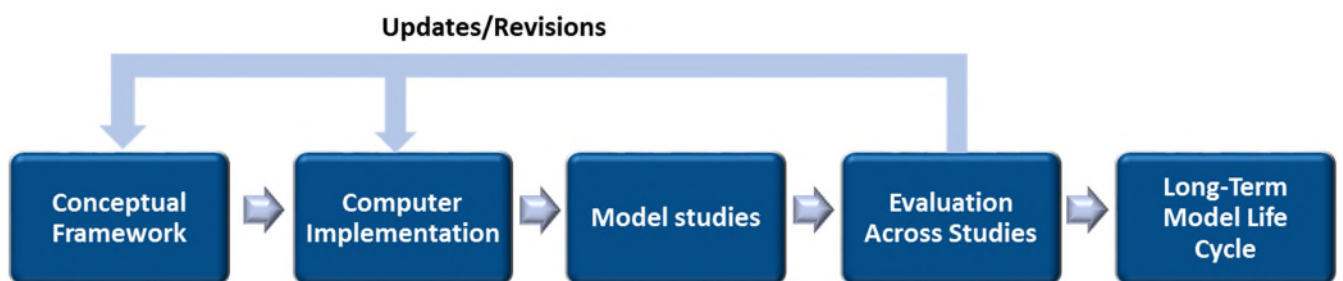 Updates/Revisions
Conceptual
Framework
Computer
Implementation
Model studies
Evaluation
Across Studies
Long-Term
Model Life
Cycle